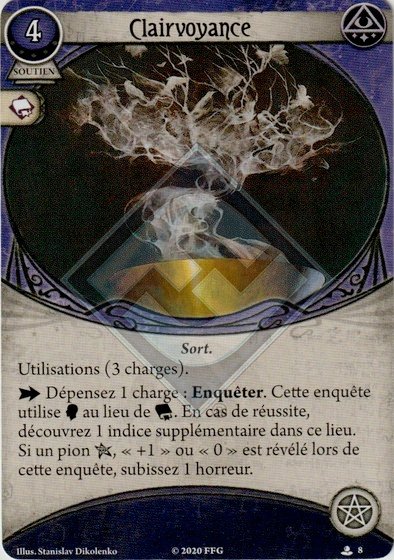 4
Clairvoyance
SOUTIEN
Sort.
Utilisations (3 charges).
Dépensez 1 charge : Enquêter. Cette enquête
utilise au lieu de . En cas de réussite,
découvrez 1 indice supplémentaire dans ce lieu.
Si un pion , « +1 » ou « 0 » est révélé lors de
cette enquête, subissez 1 horreur.
Illus. Stanislav Dikolenko
© 2020 FFG
8